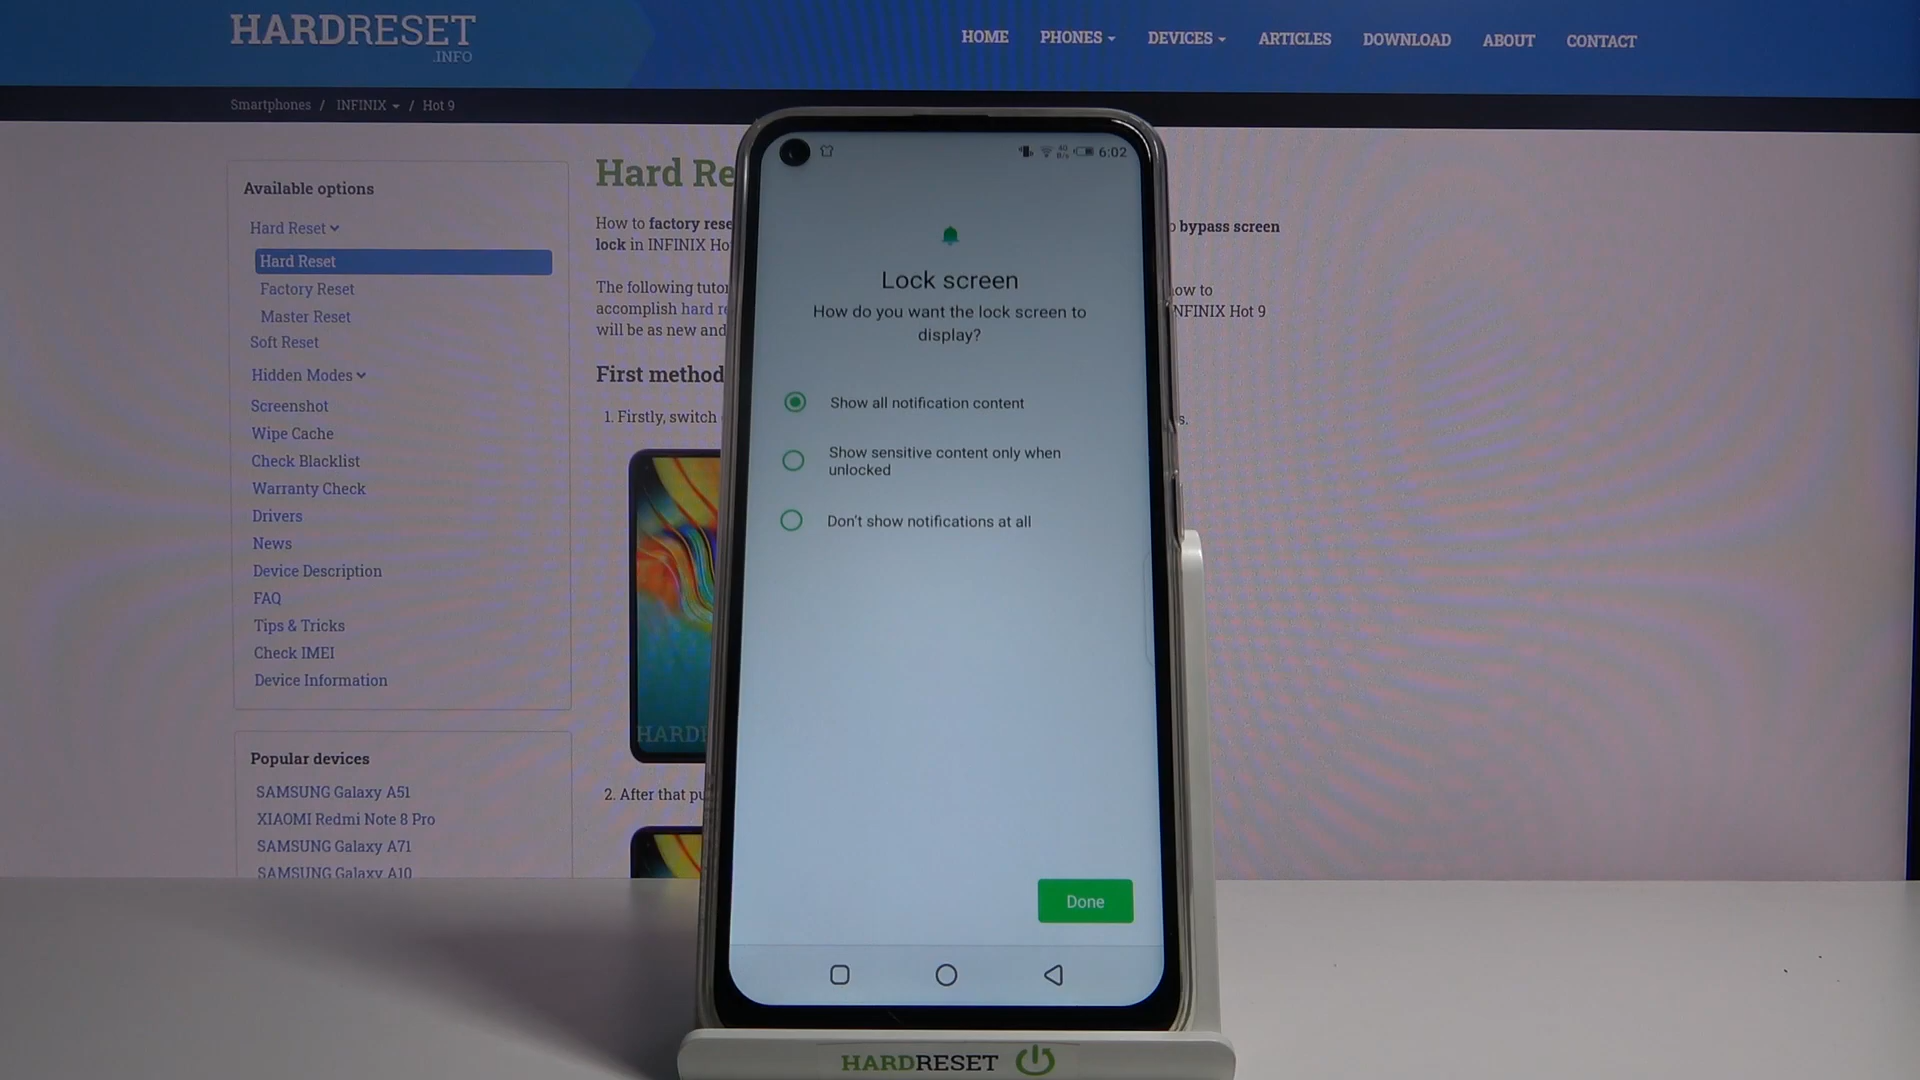 HARDRESET
.INFO
HOME PHONES DEVICES ARTICLES DOWNLOAD ABOUT CONTACT
Smartphones / INFINIX / Hot 9
Available options
Hard Reset
Hard Reset
Factory Reset
Master Reset
Soft Reset
Hidden Modes
Screenshot
Wipe Cache
Check Blacklist
Warranty Check
Drivers
News
Device Description
FAQ
Tips & Tricks
Check IMEI
Device Information
Popular devices
SAMSUNG Galaxy A51
XIAOMI Redmi Note 8 Pro
SAMSUNG Galaxy A71
SAMSUNG Galaxy A10
Hard Re
How to factory rese
bypass screen
lock in INFINIX Ho
The following tutor
ow to
accomplish hard re
NFINIX Hot 9
will be as new and
First method
1. Firstly, switch
s.
HARDR
2. After that pu
6:02
Lock screen
How do you want the lock screen to
display?
Show all notification content
Show sensitive content only when
unlocked
Don't show notifications at all
Done
HARDRESET